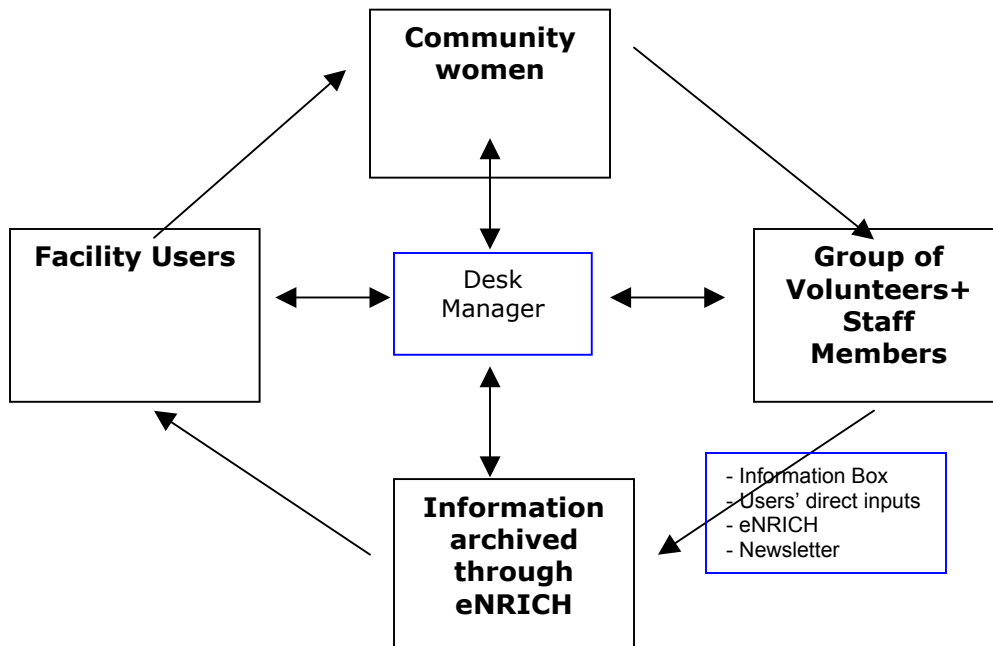 Community
women
Facility Users
Desk
Manager
Group of
Volunteers+
Staff
Members
- Information Box
- Users' direct inputs
- eNRICH
- Newsletter
Information
archived
through
eNRICH